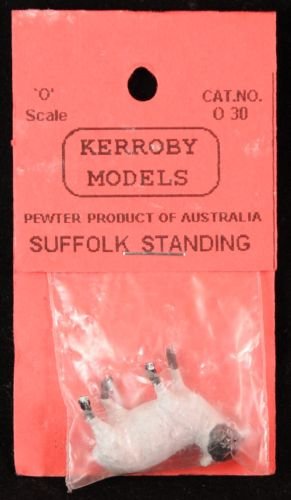 'O' CAT.NO.
Scale O 30
KERROBY
MODELS
PEWTER PRODUCT OF AUSTRALIA
SUFFOLK STANDING